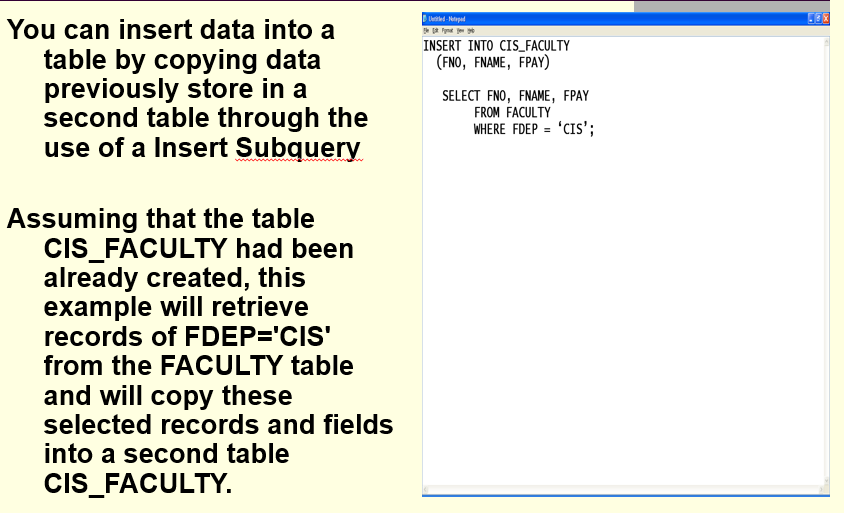 You can insert data into a
table by copying data
previously store in a
second table through the
use of a Insert Subquery
Assuming that the table
CIS_FACULTY had been
already created, this
example will retrieve
records of FDEP='CIS'
from the FACULTY table
and will copy these
selected records and fields
into a second table
CIS_FACULTY.
Untitled - Notepad
File Edit Format View Help
INSERT INTO CIS_FACULTY
(FNO, FNAME, FPAY)
SELECT FNO, FNAME, FPAY
FROM FACULTY
WHERE FDEP = ‘CIS’;